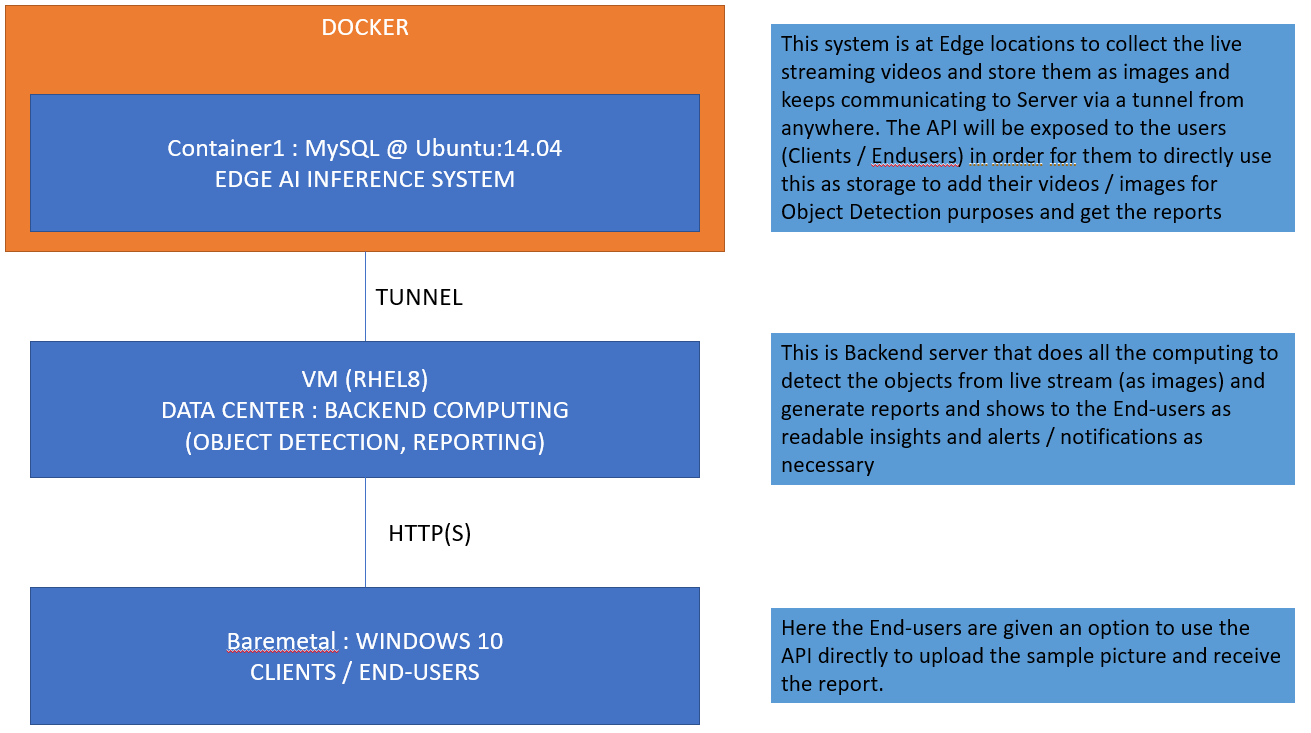 DOCKER
Container1 : MySQL @ Ubuntu:14.04
EDGE AI INFERENCE SYSTEM
This system is at Edge locations to collect the live
streaming videos and store them as images and
keeps communicating to Server via a tunnel from
anywhere. The API will be exposed to the users
(Clients / Endusers) in order for them to directly use
this as storage to add their videos / images for
Object Detection purposes and get the reports
TUNNEL
VM (RHEL8)
DATA CENTER : BACKEND COMPUTING
(OBJECT DETECTION, REPORTING)
This is Backend server that does all the computing to
detect the objects from live stream (as images) and
generate reports and shows to the End-users as
readable insights and alerts / notifications as
necessary
HTTP(S)
Baremetal : WINDOWS 10
CLIENTS / END-USERS
Here the End-users are given an option to use the
API directly to upload the sample picture and receive
the report.